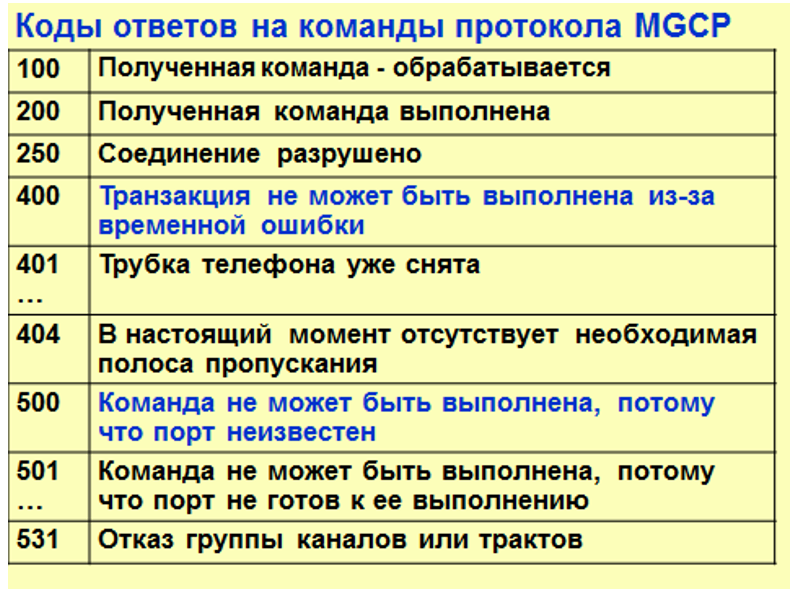 Коды ответов на команды протокола MGCP
100 Полученная команда - обрабатывается
200 Полученная команда выполнена
250 Соединение разрушено
400 Транзакция не может быть выполнена из-за
временной ошибки
401 Трубка телефона уже снята
...
404 В настоящий момент отсутствует необходимая
полоса пропускания
500 Команда не может быть выполнена, потому
что порт неизвестен
501 Команда не может быть выполнена, потому
... что порт не готов к ее выполнению
531 Отказ группы каналов или трактов